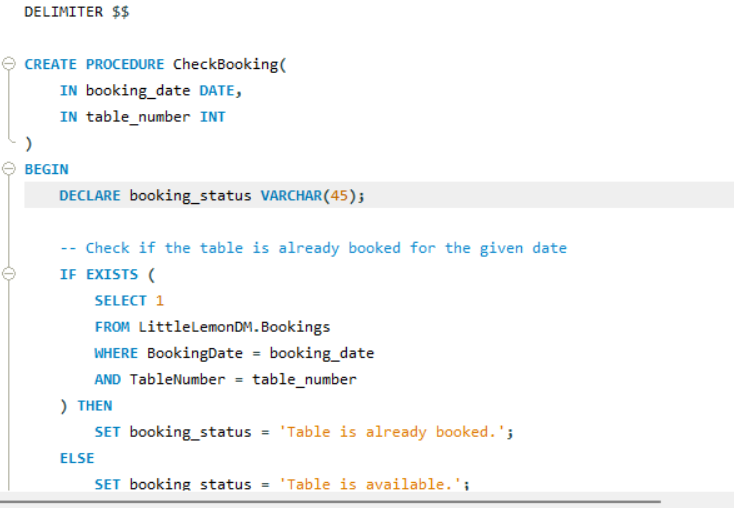 DELIMITER $$
CREATE PROCEDURE CheckBooking(
IN booking_date DATE,
IN table_number INT
)
BEGIN
DECLARE booking_status VARCHAR(45);
-- Check if the table is already booked for the given date
IF EXISTS (
SELECT 1
FROM LittleLemonDM.Bookings
WHERE BookingDate = booking_date
AND TableNumber = table_number
) THEN
SET booking_status = 'Table is already booked.';
ELSE
SET booking_status = 'Table is available.';